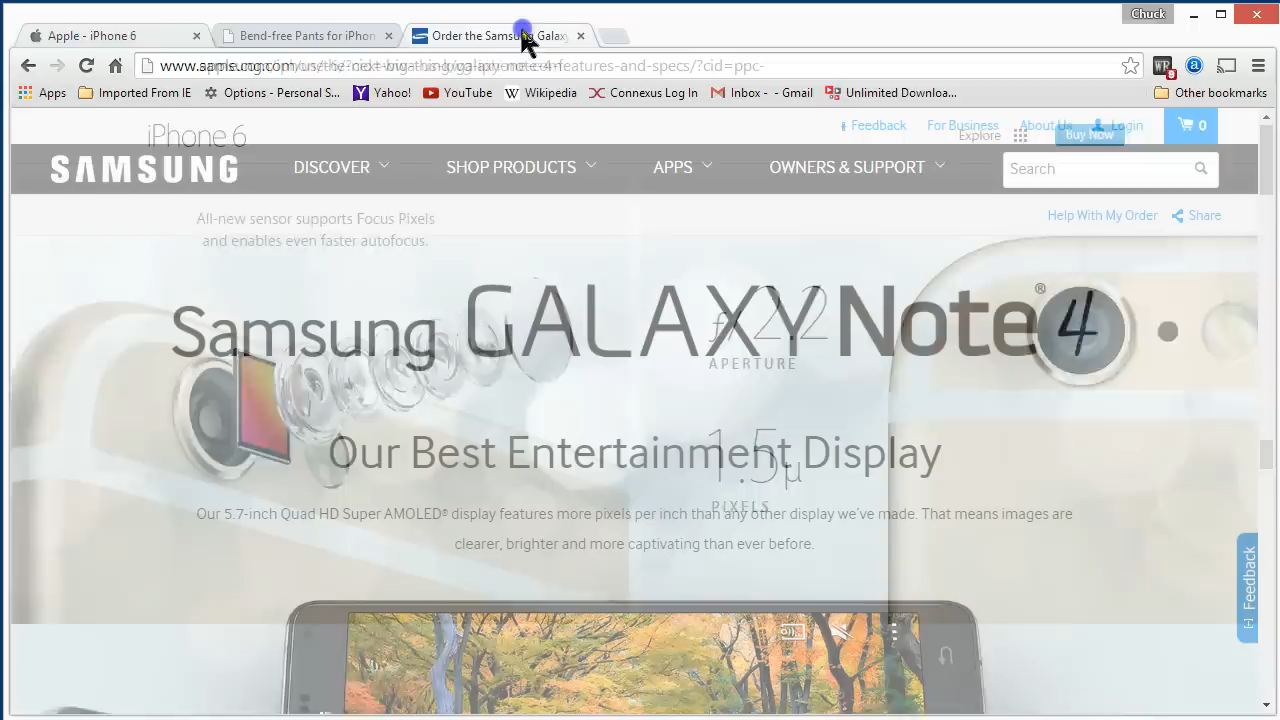 Chuck
Apple - iPhone 6
Bend-free Pants for iPhon
Order the Samsung Galax
Apps
Imported From IE
Options - Personal S...
Yahoo!
YouTube
Wikipedia
Connexus Log In
Inbox - - Gmail
Unlimited Downloa...
Other bookmarks
iPhone 6
Feedback
For Business
About Us
Login
0
Explore
Buy Now
SAMSUNG
DISCOVER
SHOP PRODUCTS
APPS
OWNERS & SUPPORT
Search
All-new sensor supports Focus Pixels
and enables even faster autofocus.
Help With My Order
Share
Samsung GALAXY Note® 4
ƒ/2.2
APERTURE
Our Best Entertainment Display
1.5µ
PIXELS
Our 5.7-inch Quad HD Super AMOLED® display features more pixels per inch than any other display we've made. That means images are
clearer, brighter and more captivating than ever before.
[-] Feedback